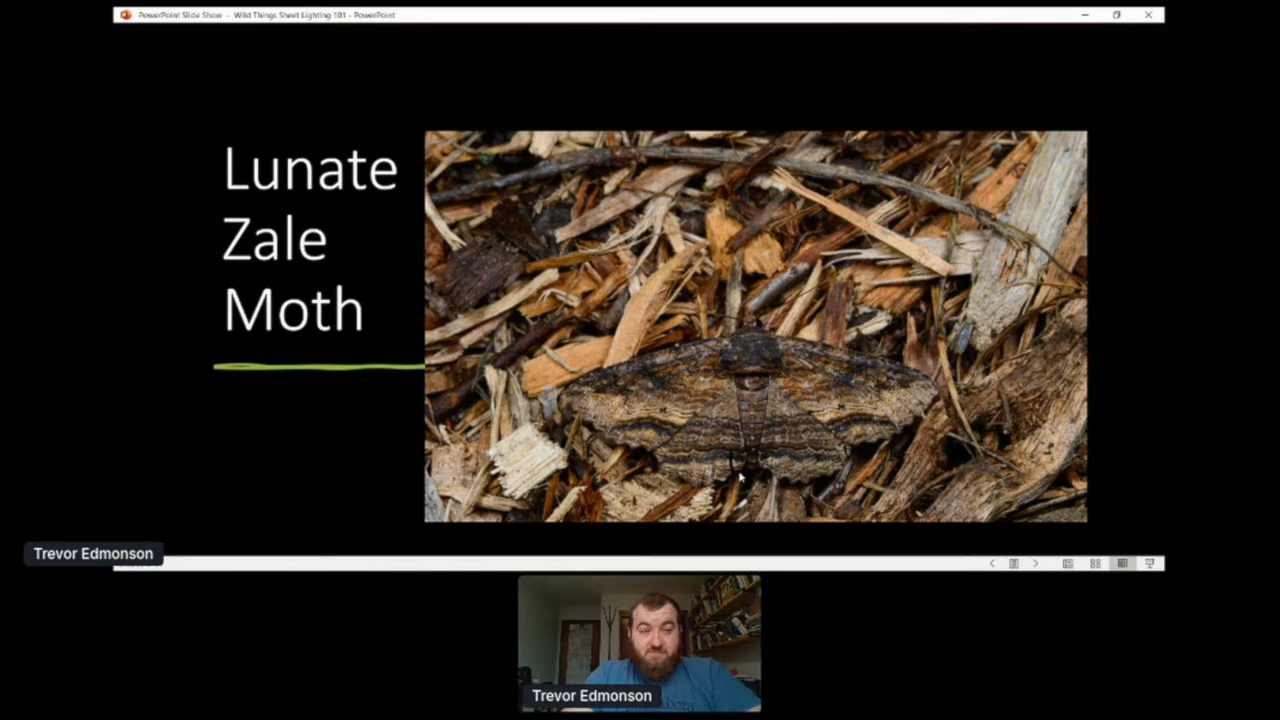 PowerPoint Slide Show - Wild Things Sheet Lighting 101 - PowerPoint
Lunate
Zale
Moth
Trevor Edmonson
Trevor Edmonson